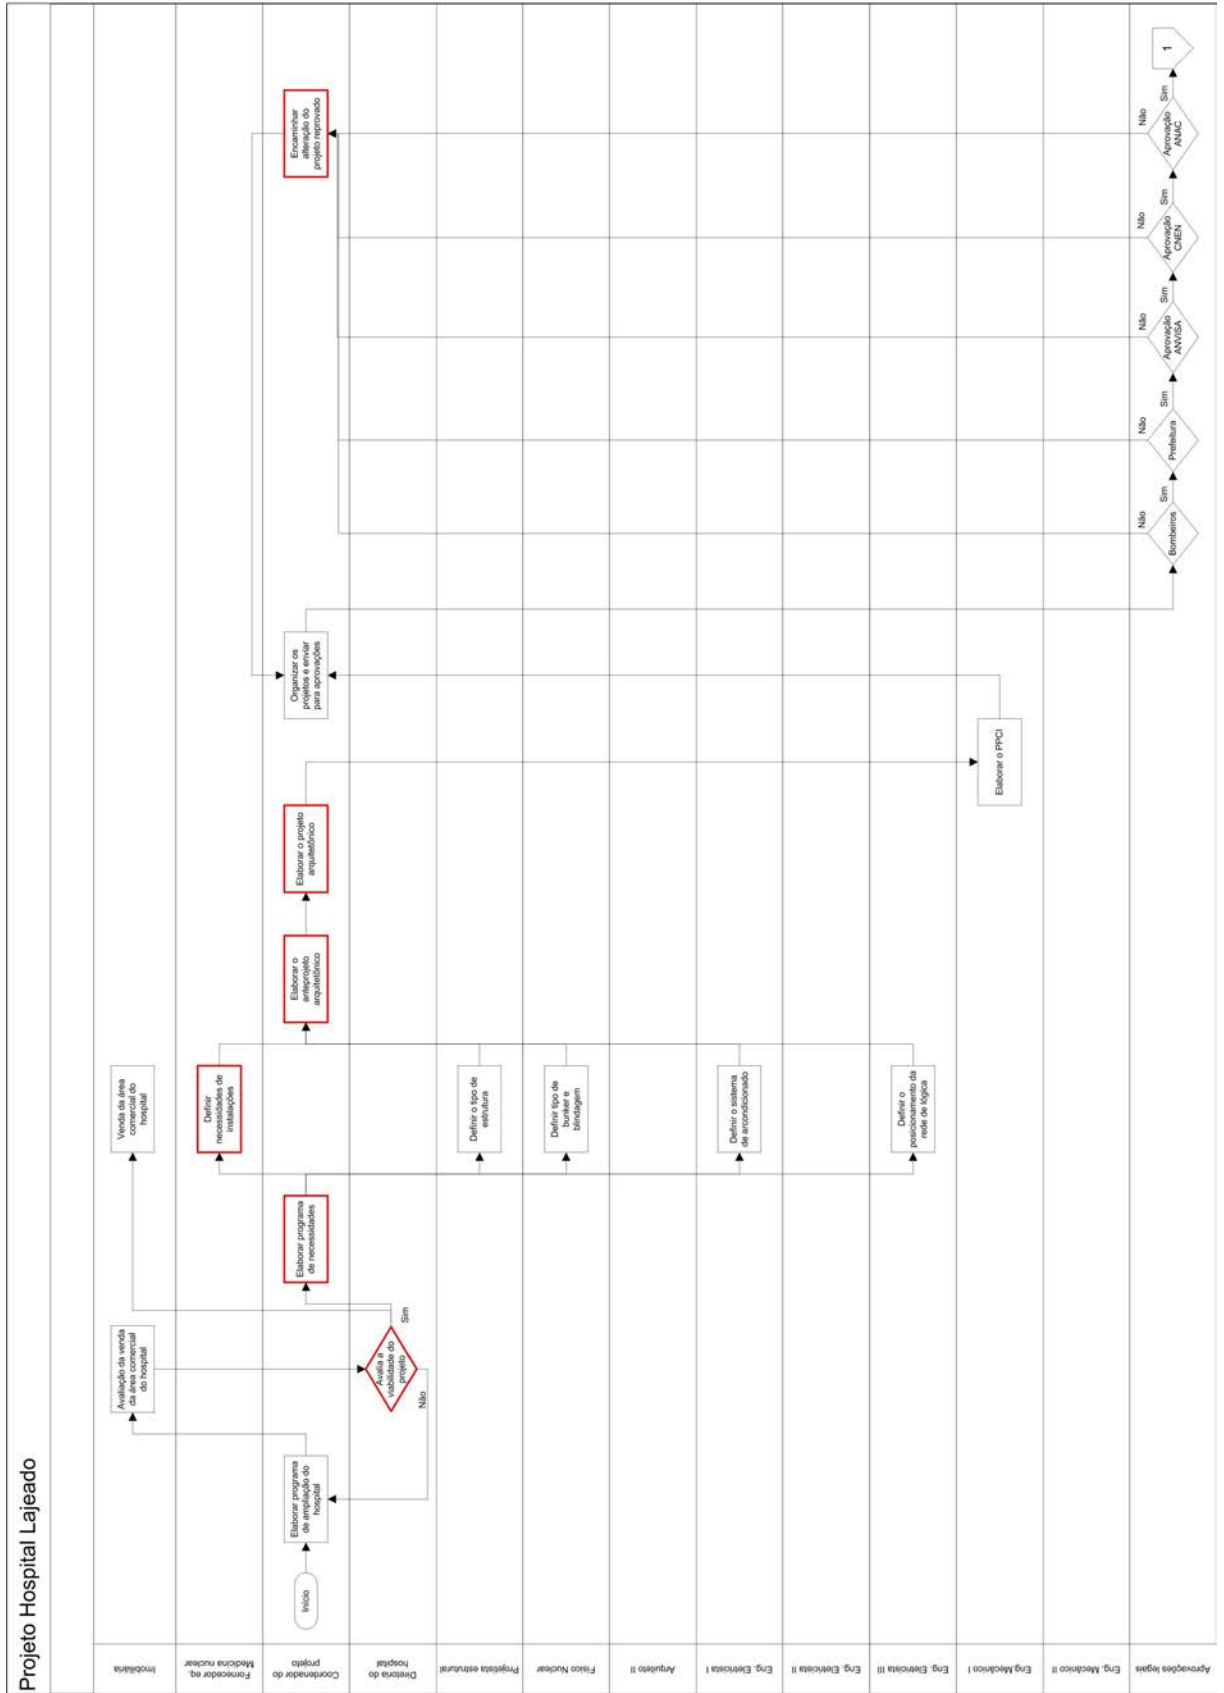 Projeto Hospital Lajeado
Imobiliária
Fornecedor eq.
Medicina nuclear
Coordenador do
projeto
Diretoria do
hospital
Projetista estrutural
Físico Nuclear
Arquiteto II
Eng. Eletricista I
Eng. Eletricista II
Eng. Eletricista III
Eng.Mecânico I
Eng. Mecânico II
Aprovações legais
Início
Elaborar programa
de ampliação do
hospital
Avaliação da venda
da área comercial
do hospital
Avalia a
viabilidade do
projeto
Não
Sim
Elaborar programa
de necessidades
Venda da área
comercial do
hospital
Definir
necessidades de
instalações
Definir o tipo de
estrutura
Definir tipo de
bunker e
blindagem
Definir o sistema
de arcondicionado
Definir o
posicionamento da
rede de lógica
Elaborar o
anteprojeto
arquitetônico
Elaborar o projeto
arquitetônico
Elaborar o PPCI
Organizar os
projetos e enviar
para aprovações
Bombeiros
Não
Sim
Prefeitura
Não
Sim
Aprovação
ANVISA
Não
Sim
Aprovação
CNEN
Não
Sim
Aprovação
ANAC
Não
Sim
Encaminhar
alteração do
projeto reprovado
1